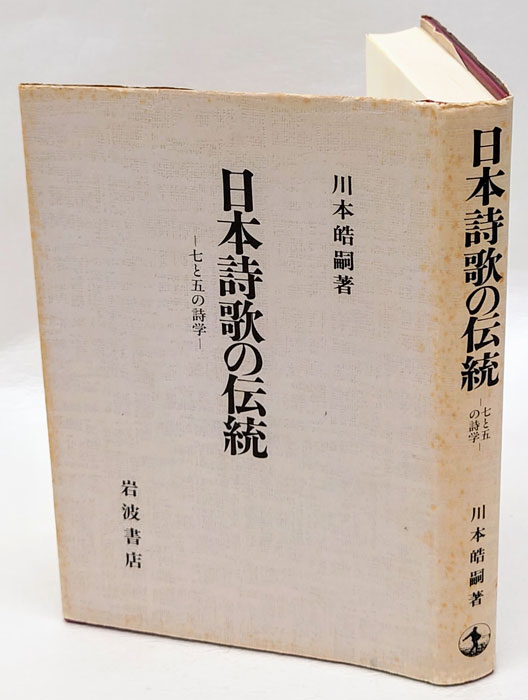 川本皓嗣著
日本詩歌の伝統
―七と五の詩学―
岩波書店
日本詩歌の伝統
―七と五
の詩学―
川本皓嗣著